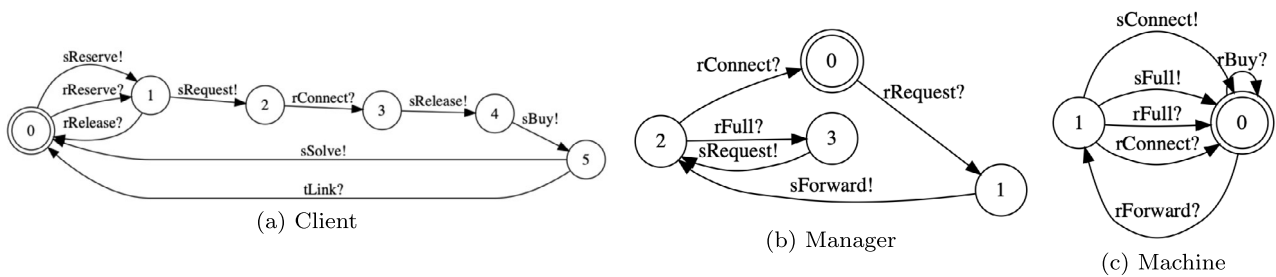 sReserve!
rReserve?
rRelease?
0
1
sRequest!
2
rConnect?
3
sRelease!
4
sBuy!
5
sSolve!
tLink?
(a) Client
rConnect?
0
rRequest?
2
rFull?
3
sRequest!
sForward!
1
(b) Manager
sConnect!
rBuy?
sFull!
1
rFull?
0
rConnect?
rForward?
(c) Machine